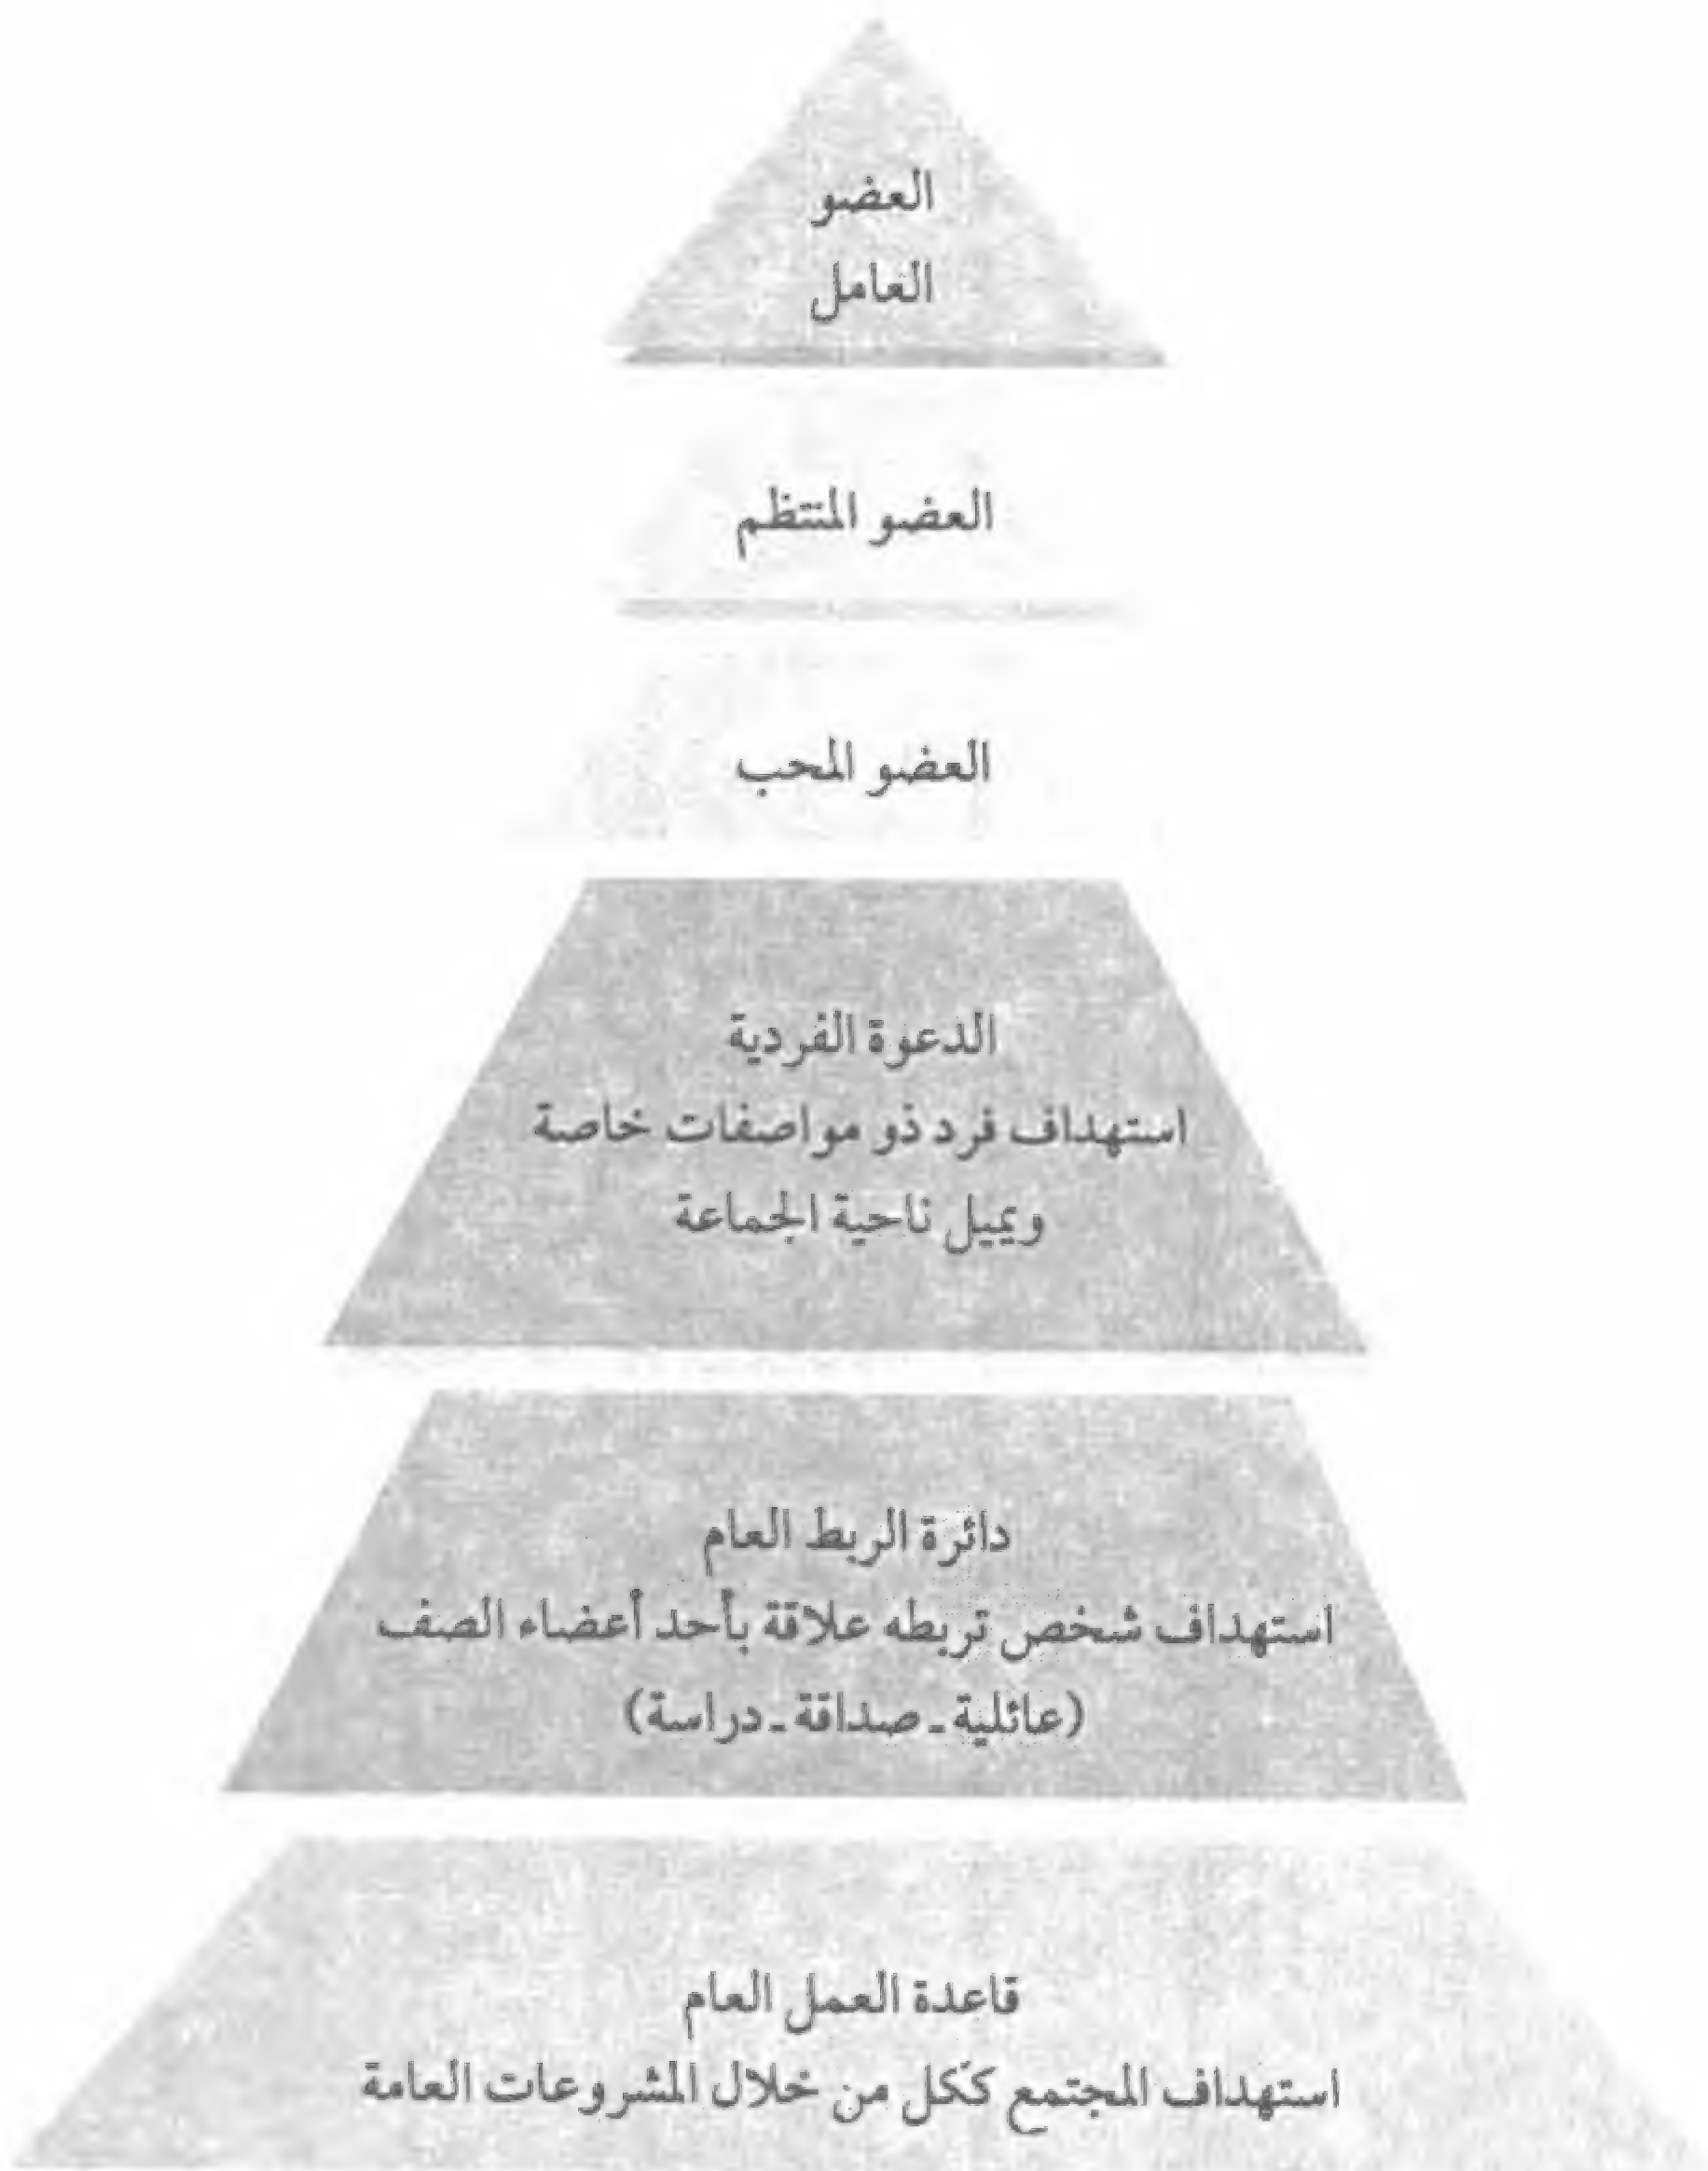 العضو
العامل
العضو المنتظم
العضو المحب
الدعوة الفردية
استهداف فرد ذو مواصفات خاصة
ويميل ناحية الجماعة
دائرة الربط العام
استهداف شخص تربطه علاقة بأحد أعضاء الصف
(عائلية ـ صداقة ـ دراسة)
قاعدة العمل العام
استهداف المجتمع ككل من خلال المشروعات العامة